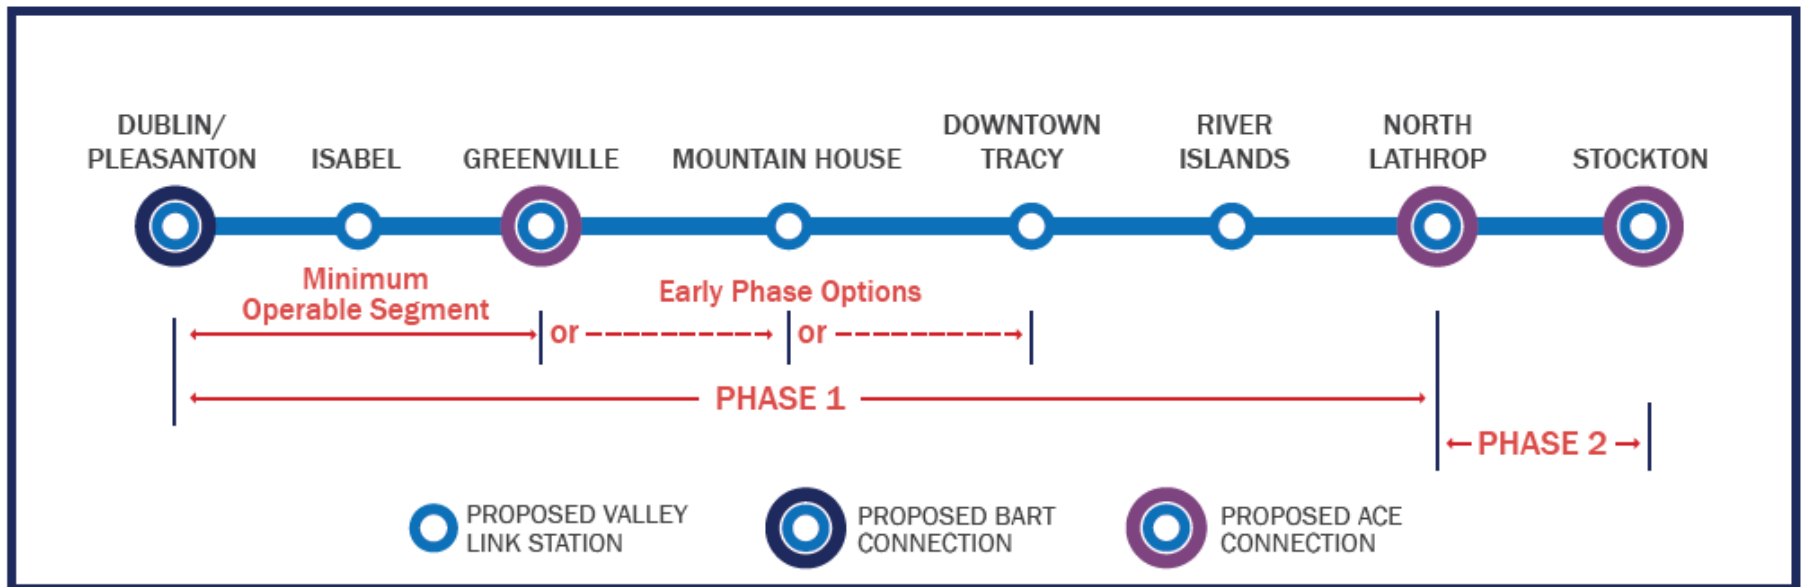 DUBLIN/
PLEASANTON
ISABEL
GREENVILLE
MOUNTAIN HOUSE
DOWNTOWN
TRACY
RIVER
ISLANDS
NORTH
LATHROP
STOCKTON
Minimum
Operable Segment
Early Phase Options
or
or
PHASE 1
PHASE 2
PROPOSED VALLEY
LINK STATION
PROPOSED BART
CONNECTION
PROPOSED ACE
CONNECTION